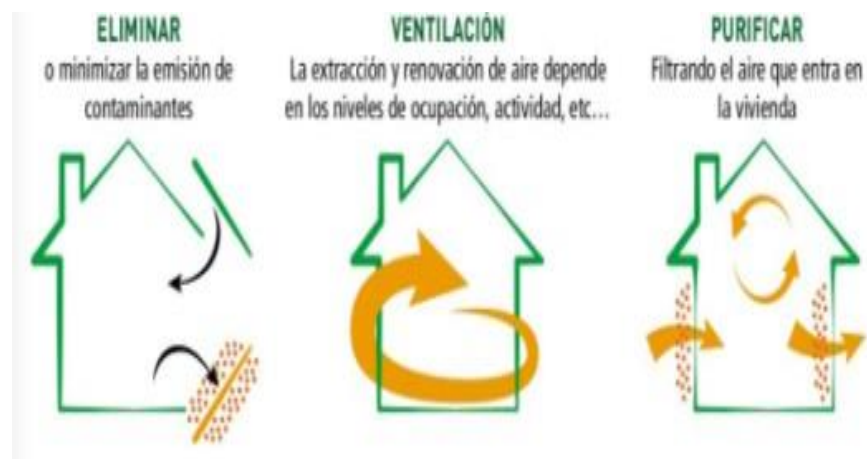 ELIMINAR
o minimizar la emisión de
contaminantes
VENTILACIÓN
La extracción y renovación de aire depende
en los niveles de ocupación, actividad, etc...
PURIFICAR
Filtrando el aire que entra en
la vivienda